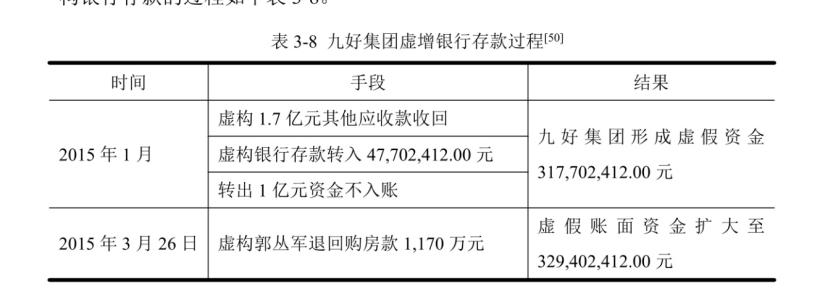 构银行存款的过程如下表 3-8。
表 3-8 九好集团虚增银行存款过程[50]
时间 手段 结果
2015 年 1 月
虚构 1.7 亿元其他应收款收回
虚构银行存款转入 47,702,412.00 元
转出 1 亿元资金不入账
九好集团形成虚假资金
317,702,412.00 元
2015 年 3 月 26 日
虚构郭丛军退回购房款 1,170 万元
虚假账面资金扩大至
329,402,412.00 元